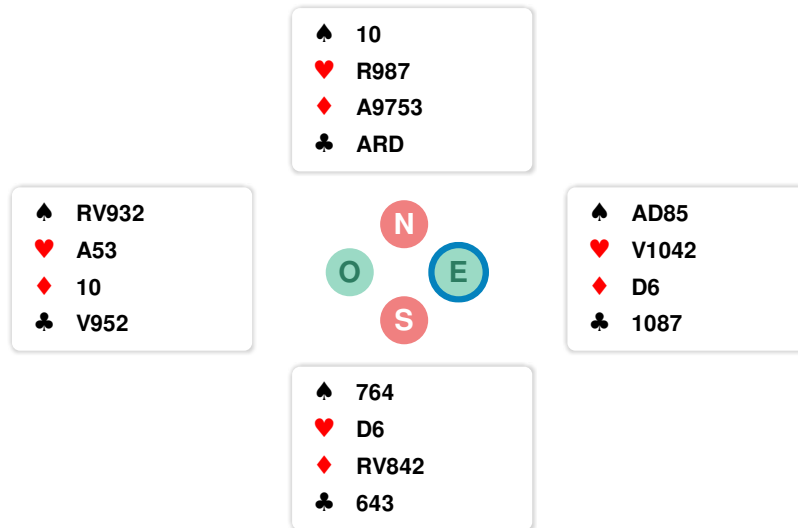 ♠ 10
♥ R987
♦ A9753
♣ ARD
♠ RV932
♥ A53
♦ 10
♣ V952
N
O
E
S
♠ AD85
♥ V1042
♦ D6
♣ 1087
♠ 764
♥ D6
♦ RV842
♣ 643